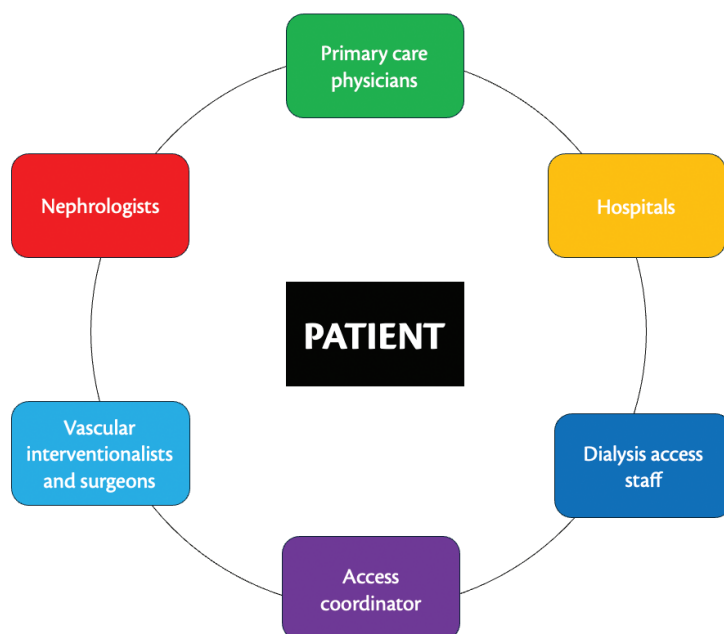 Primary care
physicians
Nephrologists
Hospitals
PATIENT
Vascular
interventionalists
and surgeons
Dialysis access
staff
Access
coordinator